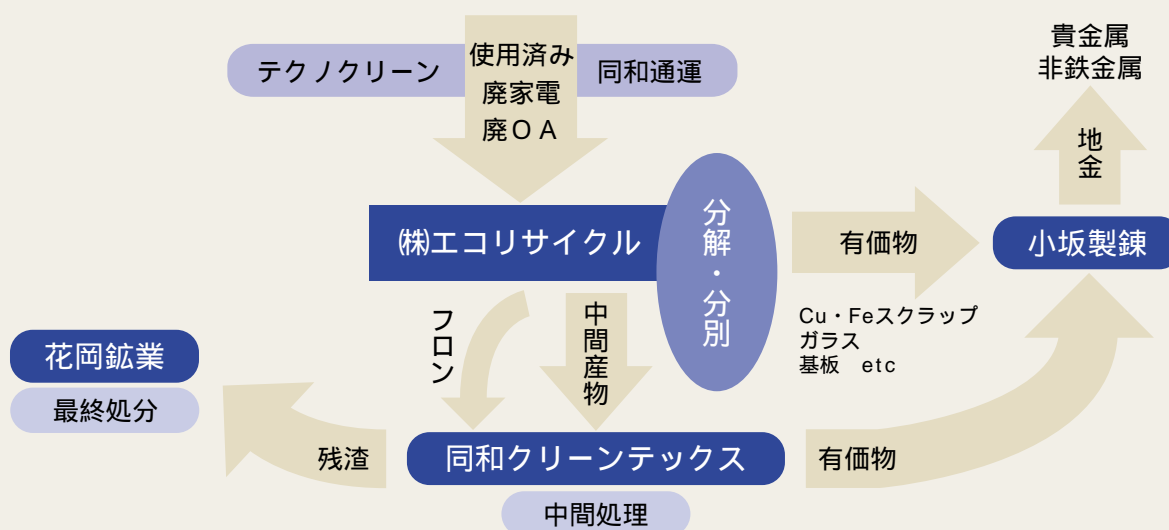 テクノクリーン
使用済み
廃家電
廃OA
同和通運
貴金属
非鉄金属
地金
㈱エコリサイクル
分解・分別
有価物
小坂製錬
Cu・Feスクラップ
ガラス
基板 etc
フロン
中間産物
花岡鉱業
最終処分
残渣
同和クリーンテックス
有価物
中間処理